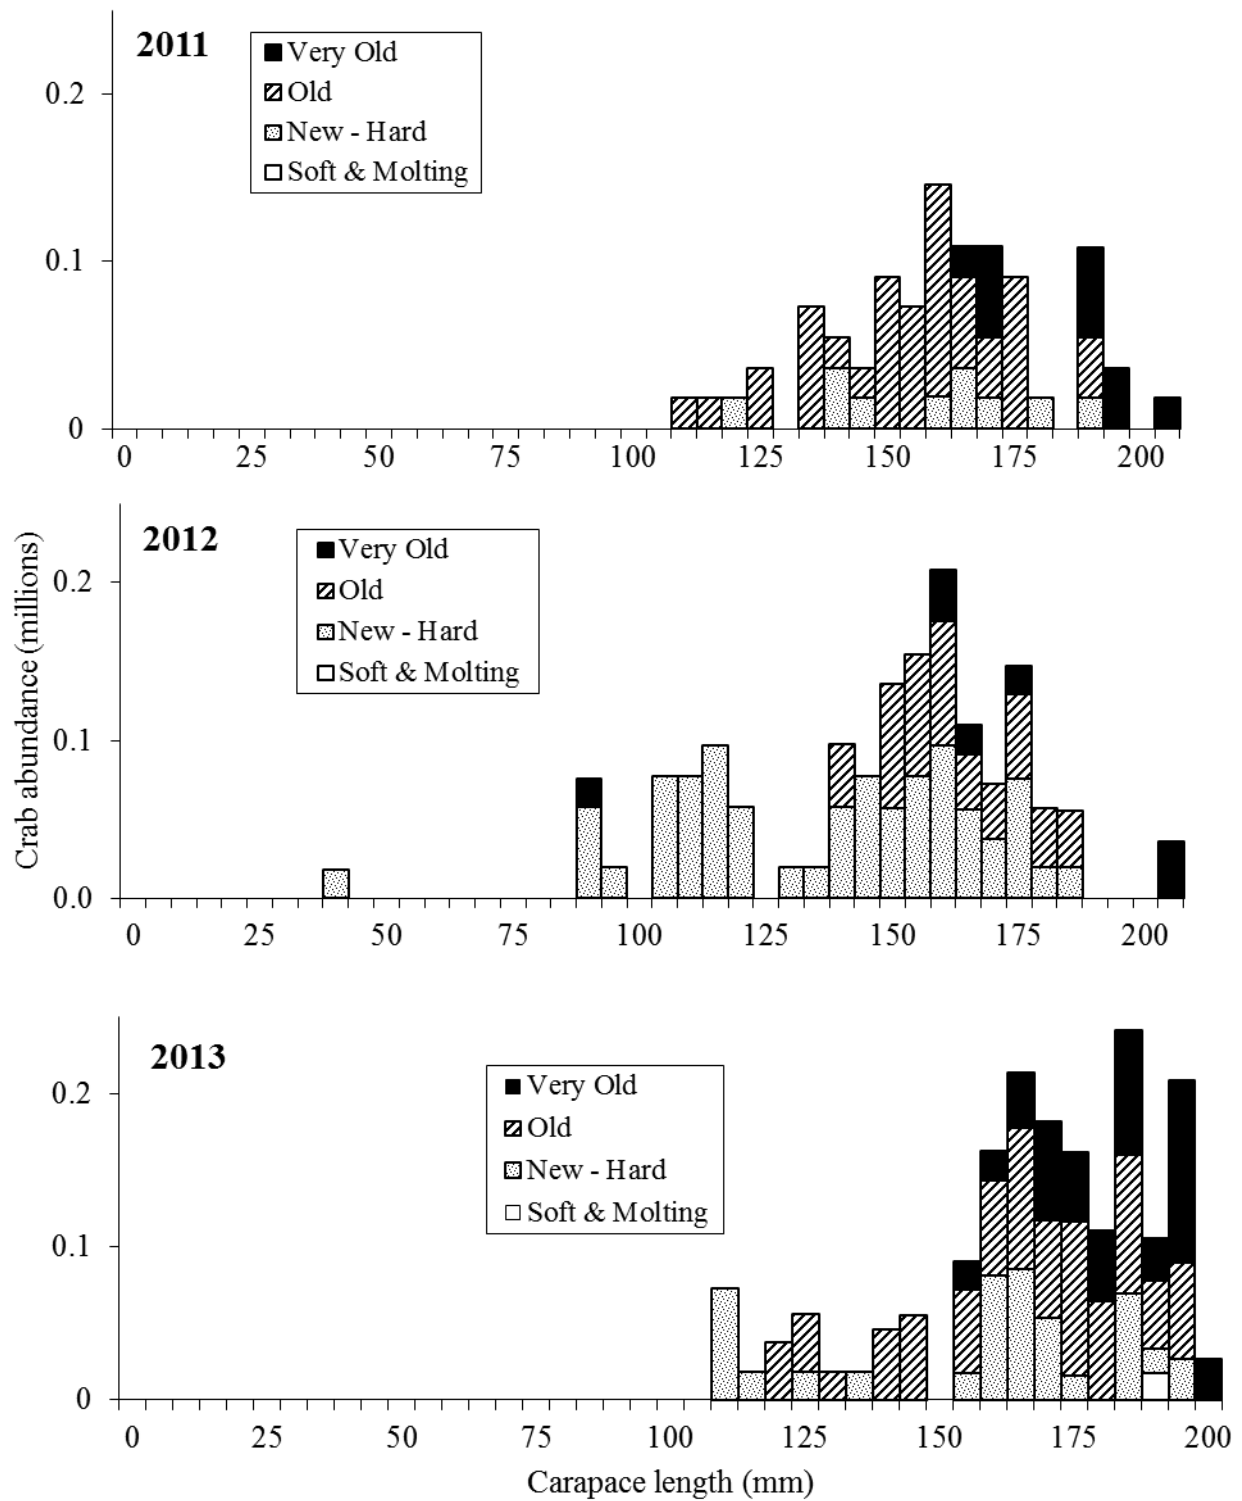 2011
Very Old
Old
New - Hard
Soft & Molting
0.2
0.1
0
0 25 50 75 100 125 150 175 200
2012
Very Old
Old
New - Hard
Soft & Molting
0.2
0.1
0.0
0 25 50 75 100 125 150 175 200
Crab abundance (millions)
2013
Very Old
Old
New - Hard
Soft & Molting
0.2
0.1
0
0 25 50 75 100 125 150 175 200
Carapace length (mm)